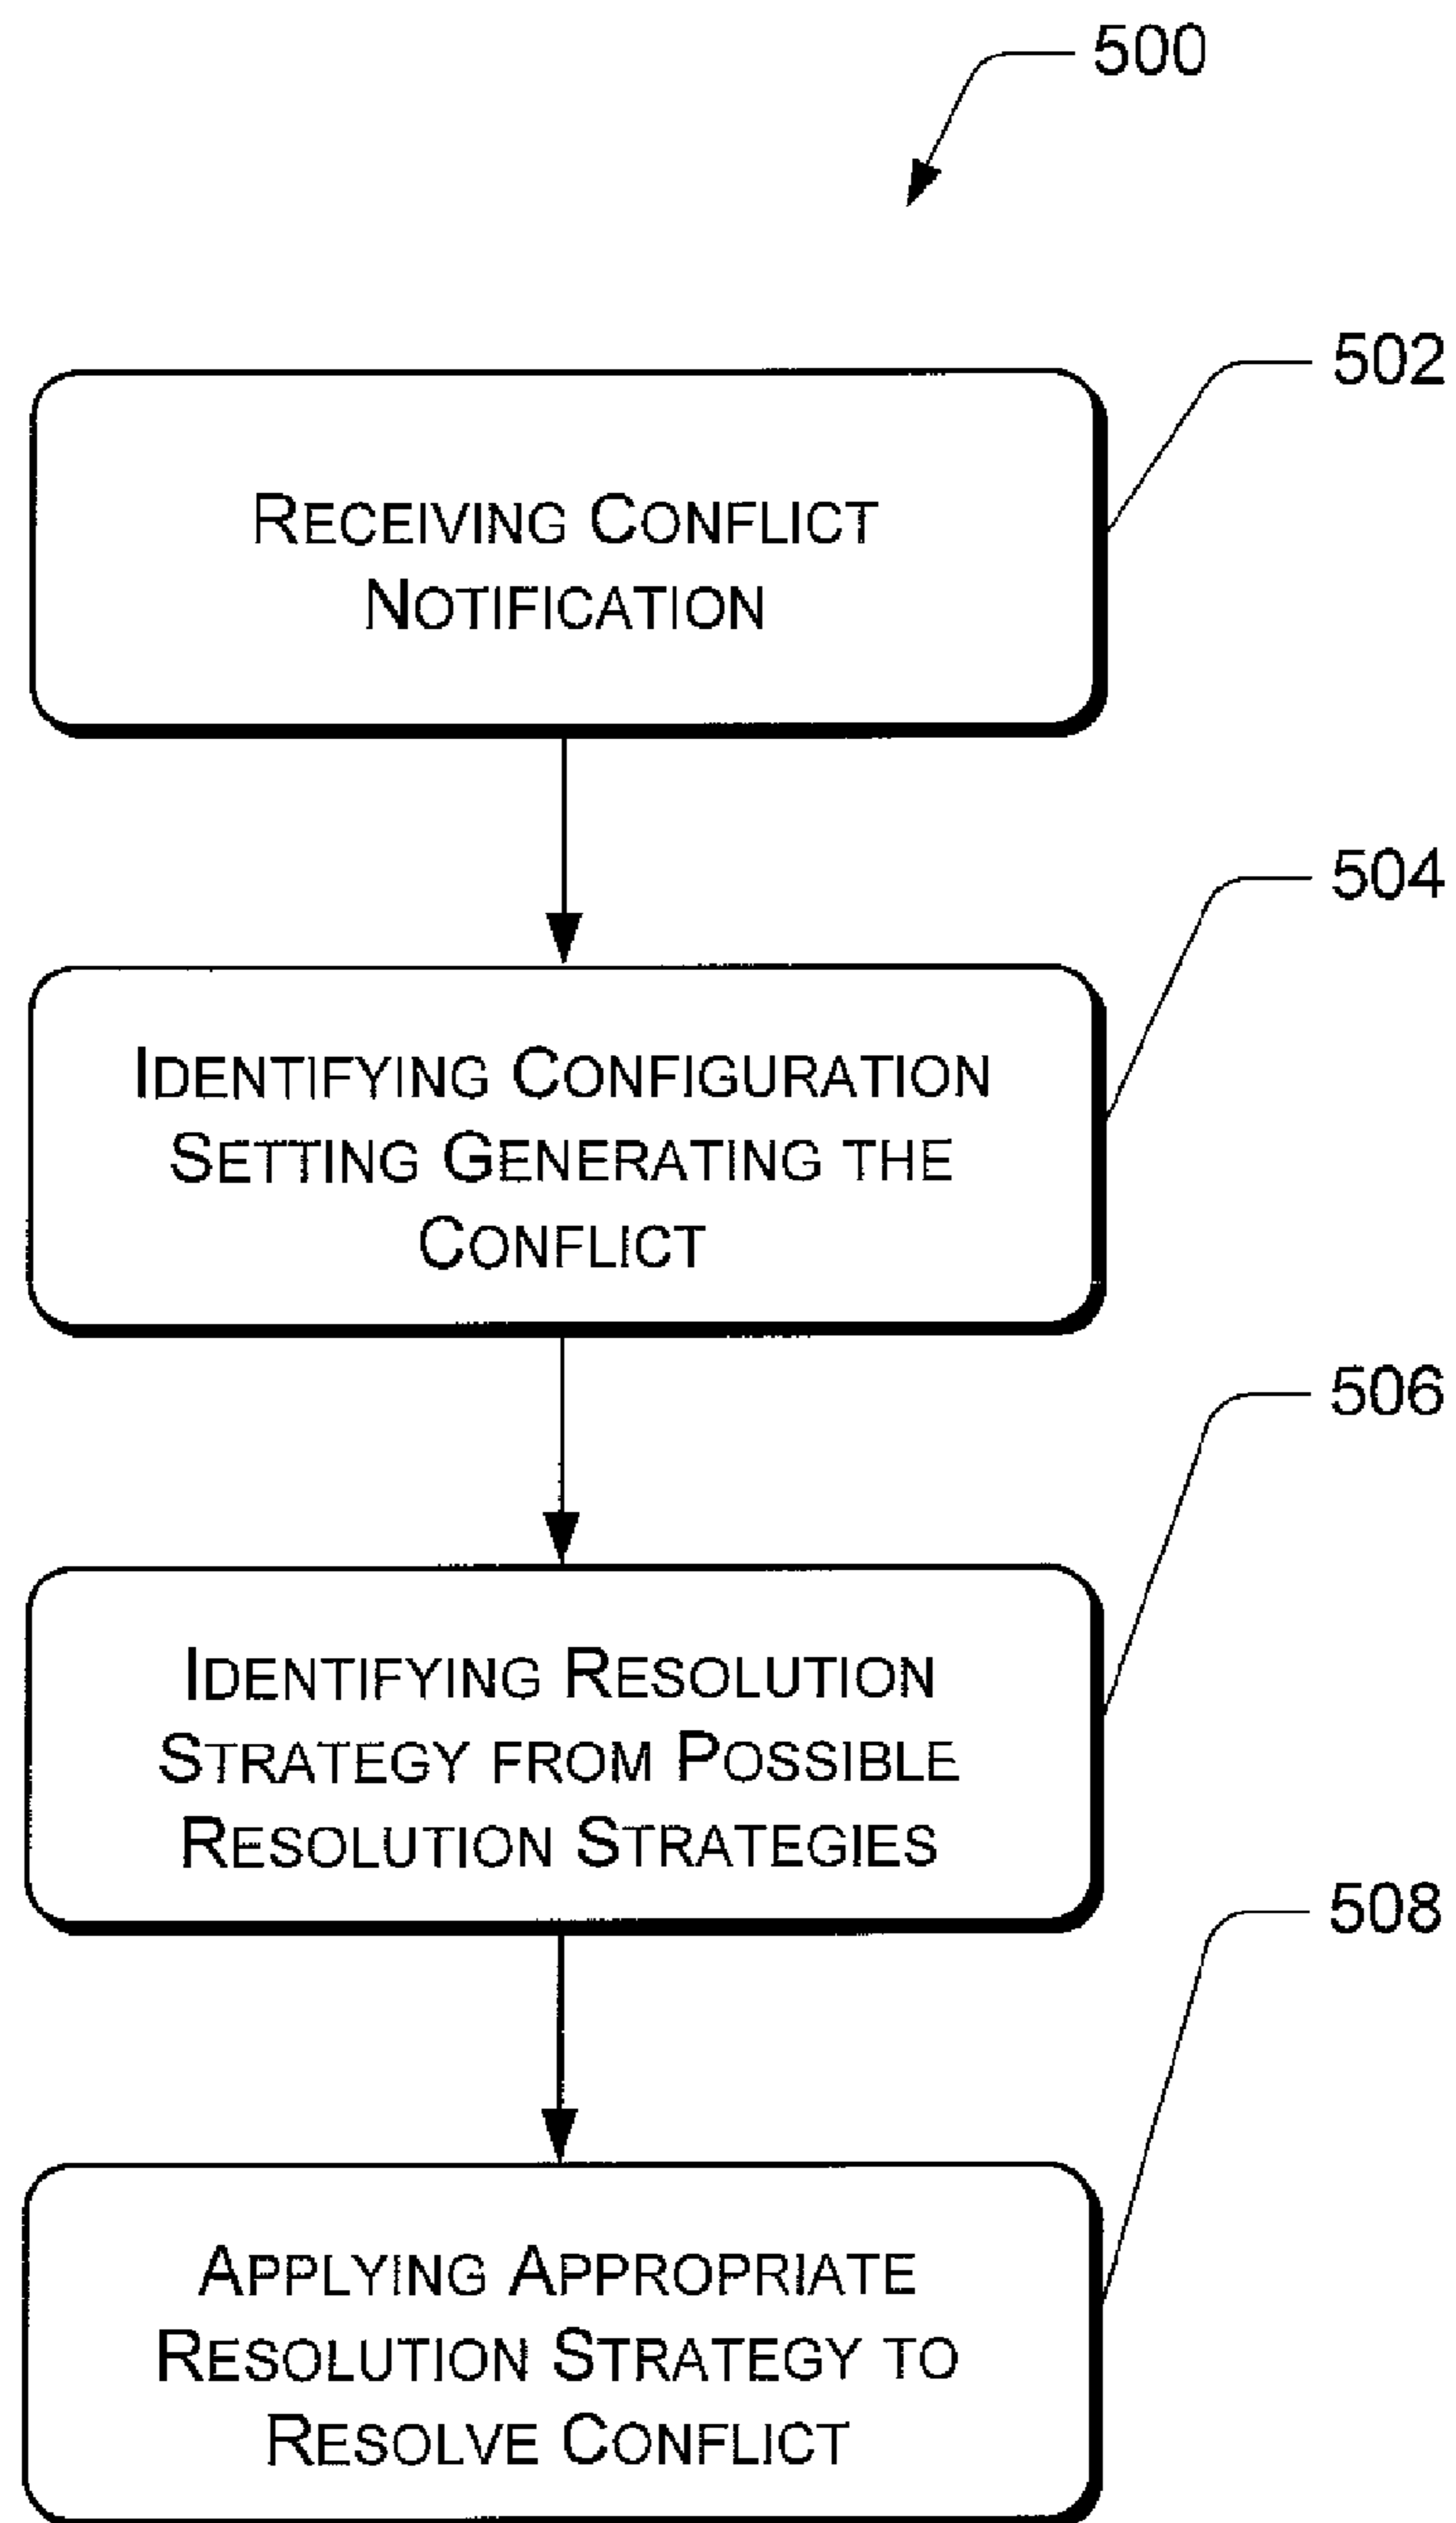 500
502
RECEIVING CONFLICT
NOTIFICATION
504
IDENTIFYING CONFIGURATION
SETTING GENERATING THE
CONFLICT
506
IDENTIFYING RESOLUTION
STRATEGY FROM POSSIBLE
RESOLUTION STRATEGIES
508
APPLYING APPROPRIATE
RESOLUTION STRATEGY TO
RESOLVE CONFLICT